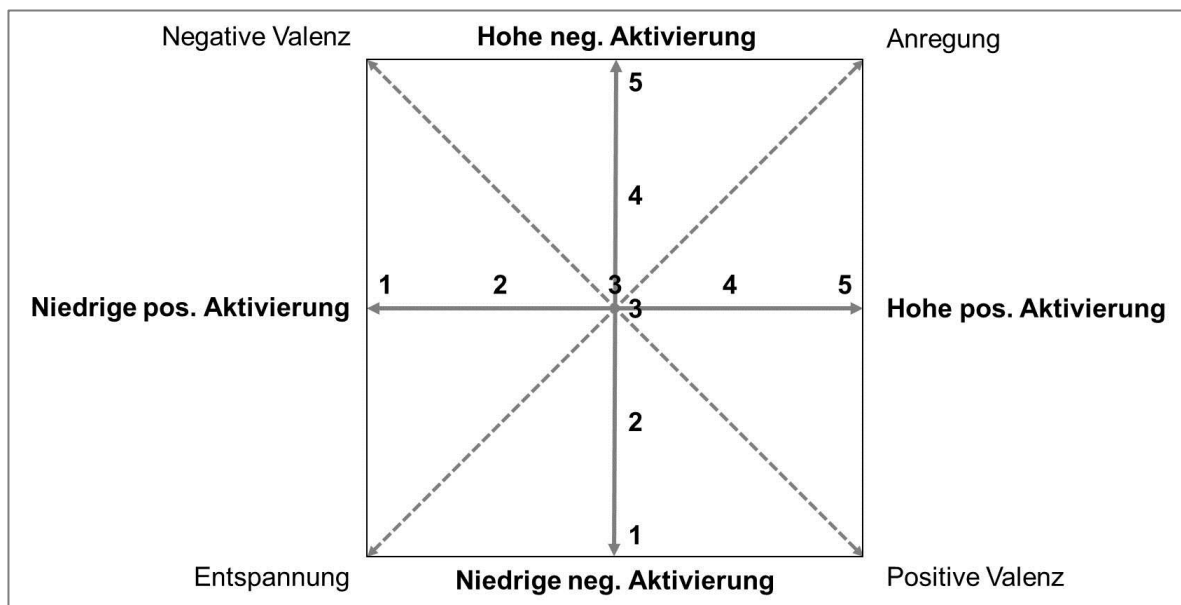 Negative Valenz
Hohe neg. Aktivierung
Anregung
5
4
1 2 3 4 5
Niedrige pos. Aktivierung
3
Hohe pos. Aktivierung
2
1
Entspannung
Niedrige neg. Aktivierung
Positive Valenz